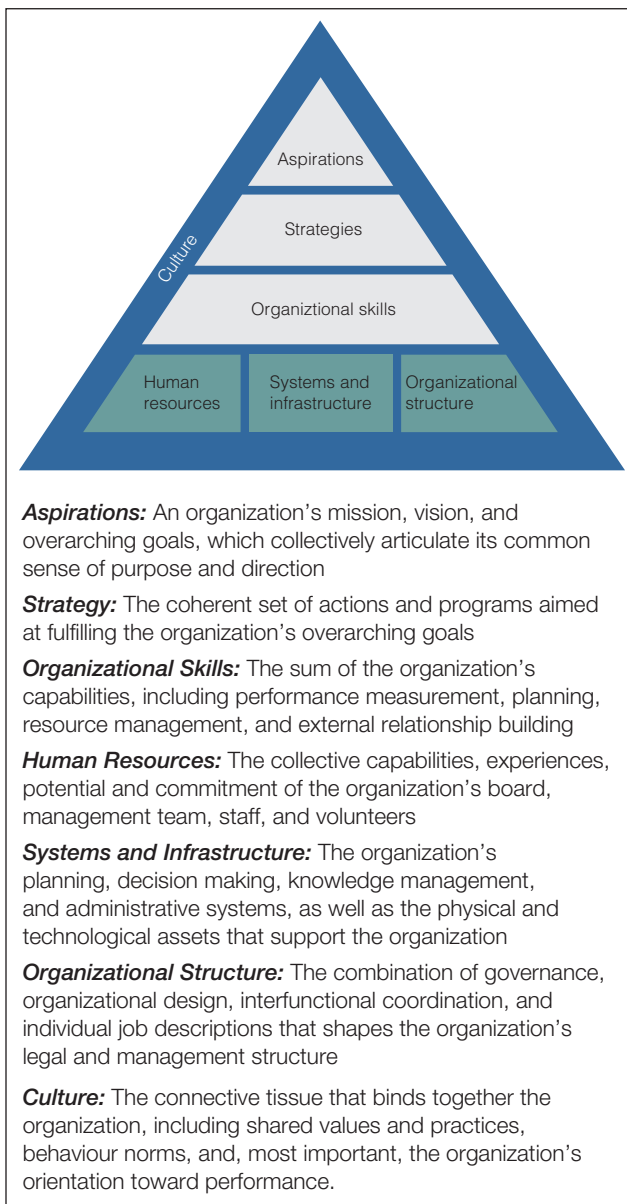 Aspirations
Strategies
Culture
Organiztional skills
Human
resources
Systems and
infrastructure
Organizational
structure
Aspirations: An organization’s mission, vision, and
overarching goals, which collectively articulate its common
sense of purpose and direction
Strategy: The coherent set of actions and programs aimed
at fulfilling the organization’s overarching goals
Organizational Skills: The sum of the organization’s
capabilities, including performance measurement, planning,
resource management, and external relationship building
Human Resources: The collective capabilities, experiences,
potential and commitment of the organization’s board,
management team, staff, and volunteers
Systems and Infrastructure: The organization’s
planning, decision making, knowledge management,
and administrative systems, as well as the physical and
technological assets that support the organization
Organizational Structure: The combination of governance,
organizational design, interfunctional coordination, and
individual job descriptions that shapes the organization’s
legal and management structure
Culture: The connective tissue that binds together the
organization, including shared values and practices,
behaviour norms, and, most important, the organization’s
orientation toward performance.